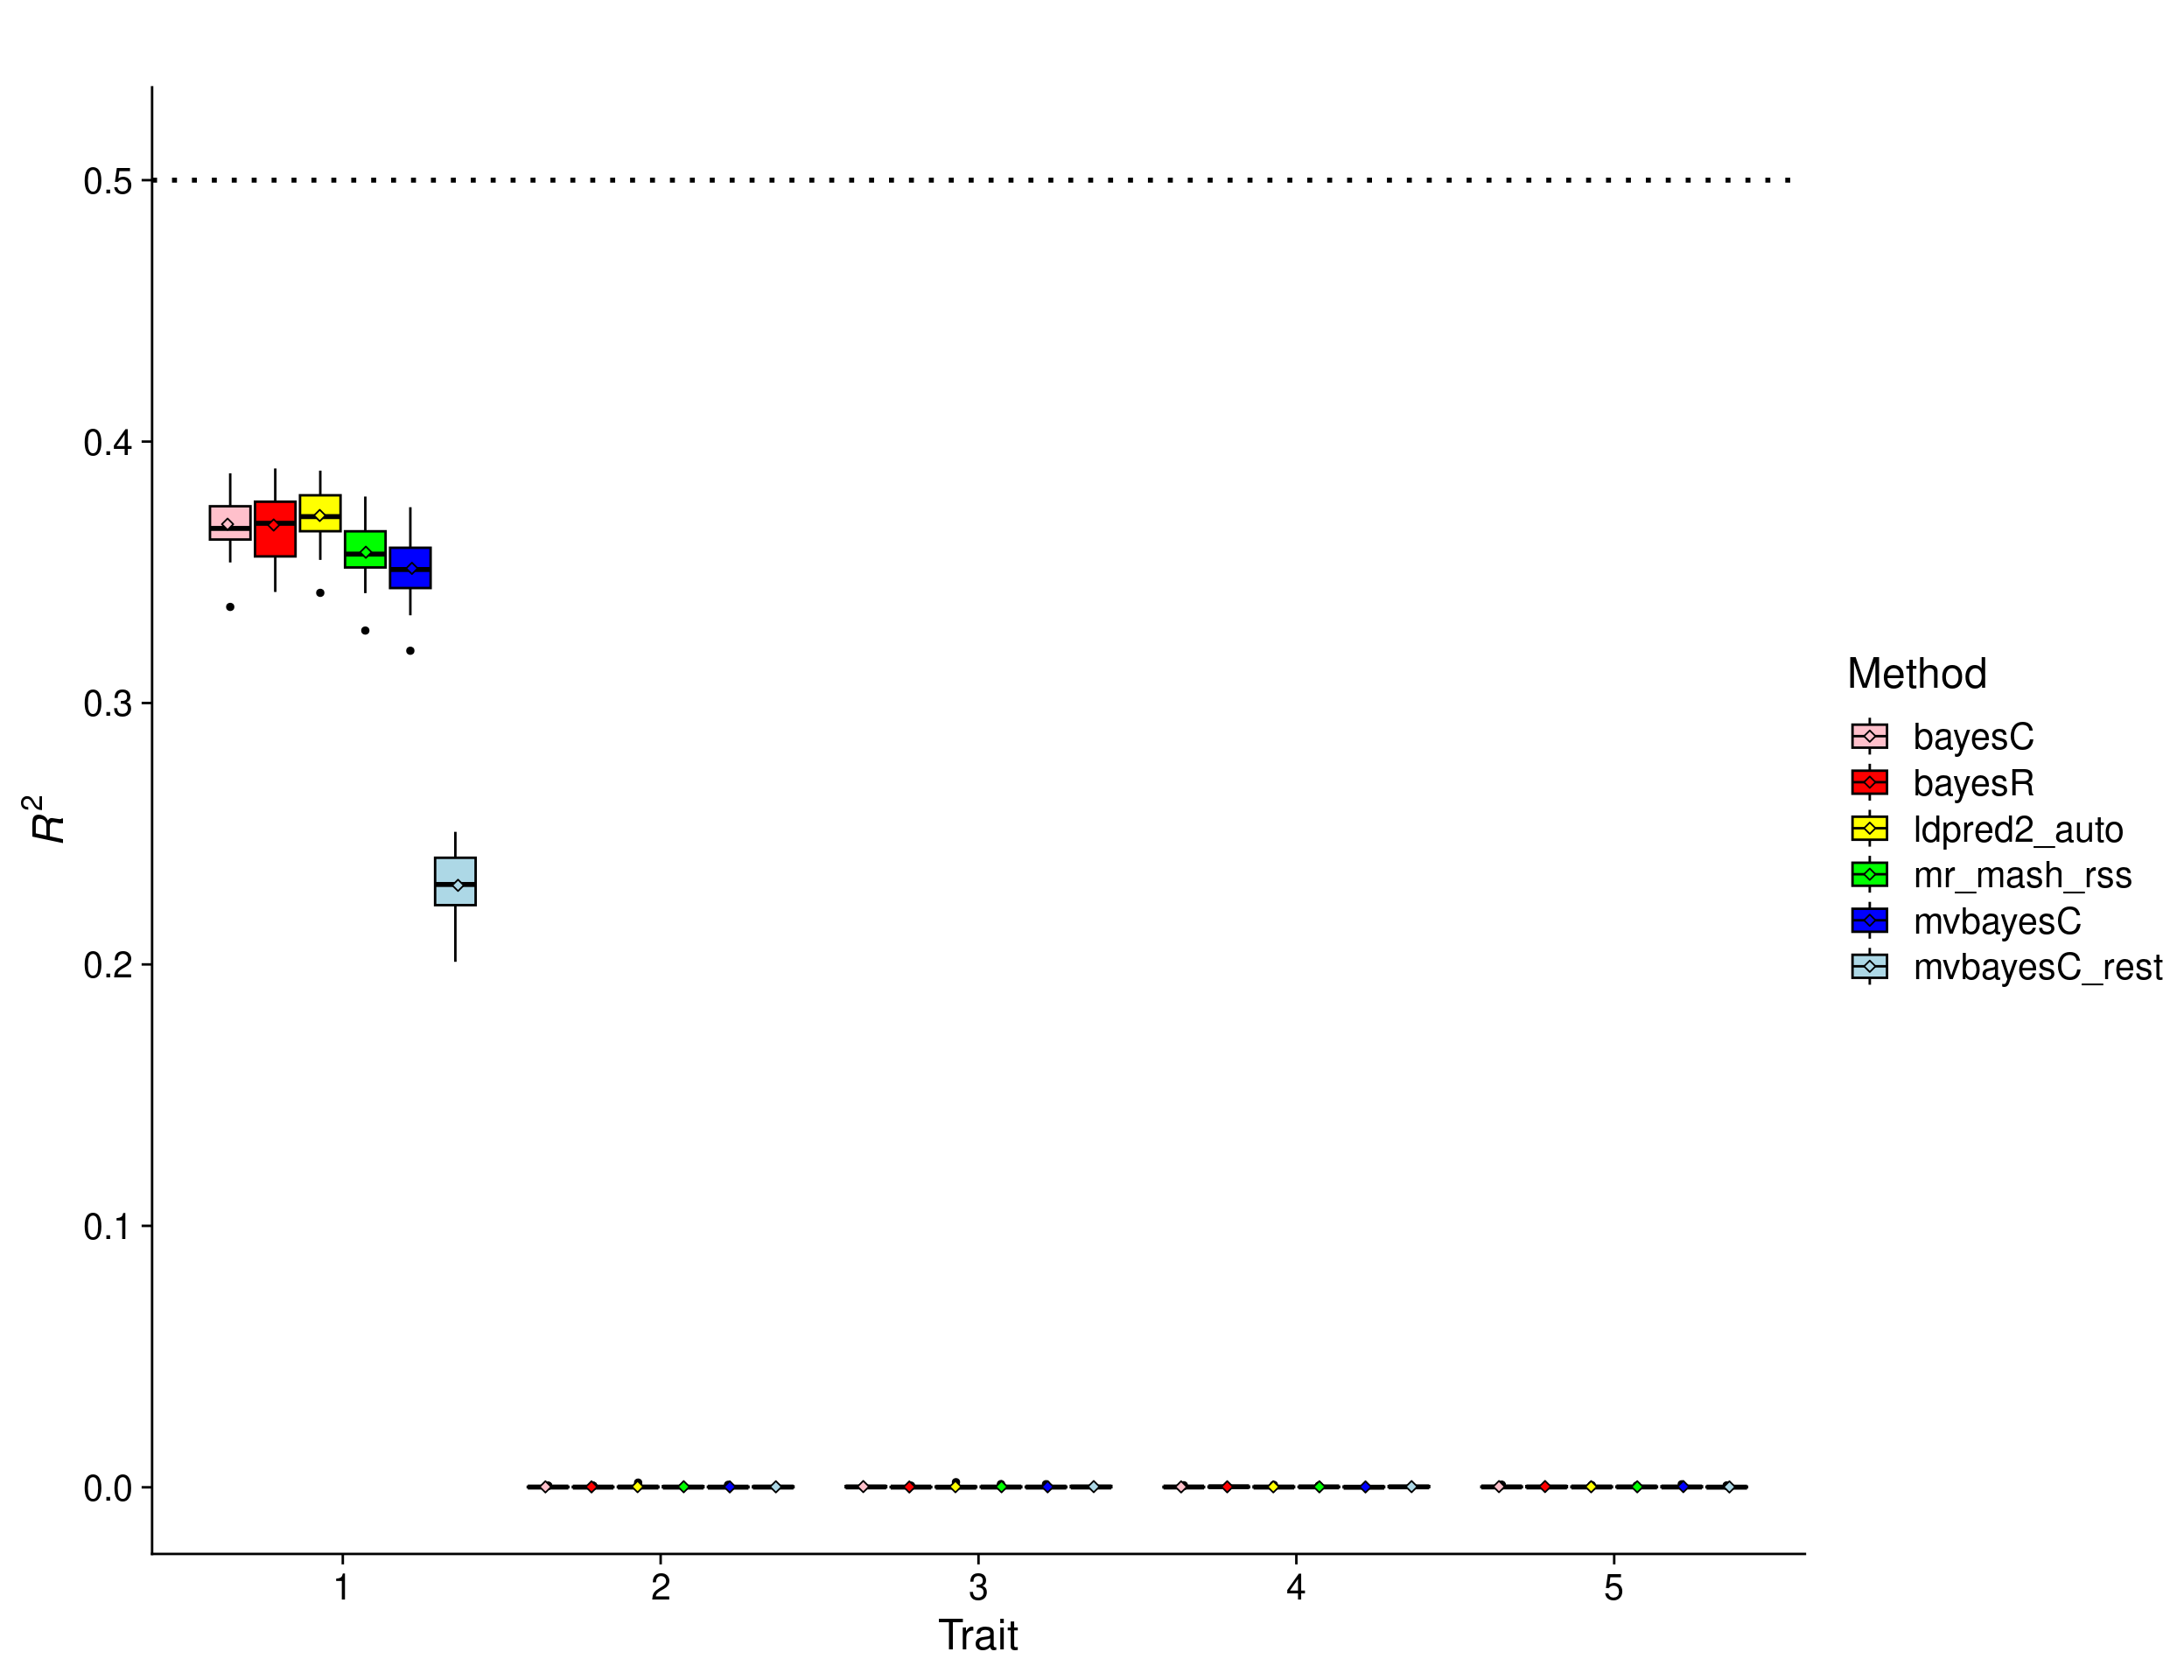 0.5
0.4
0.3
0.2
0.1
0.0
R²
1 2 3 4 5
Trait
Method
bayesC
bayesR
ldpred2_auto
mr_mash_rss
mvbayesC
mvbayesC_rest